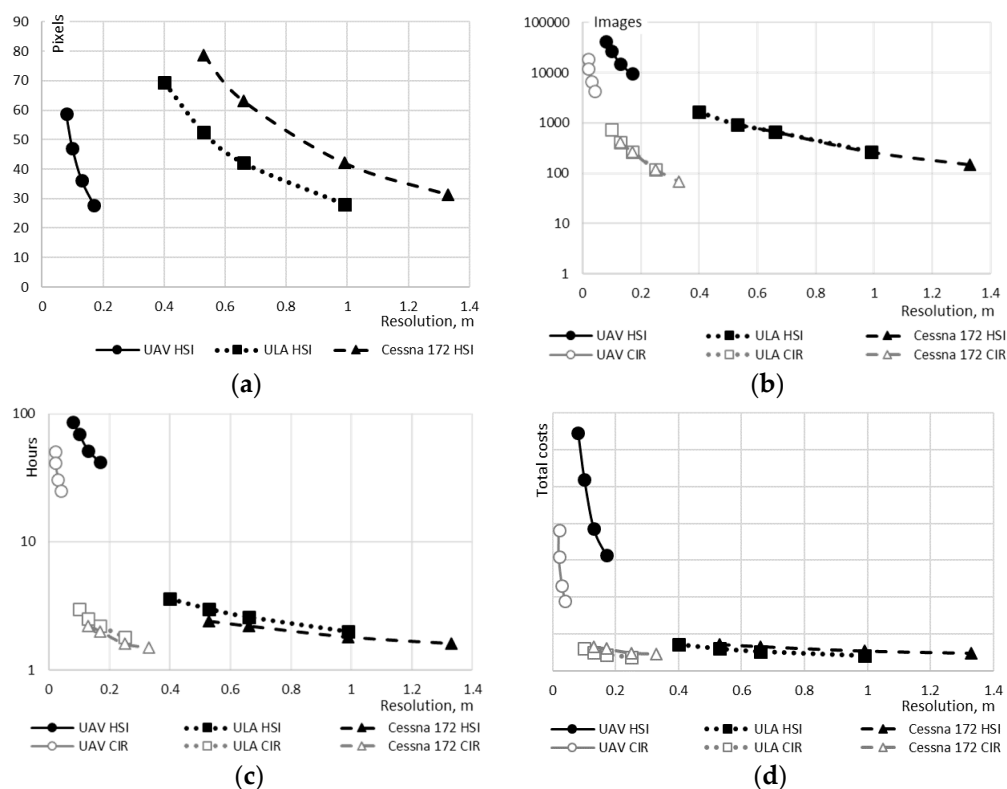 Pixels
90
80
70
60
50
40
30
20
10
0
0 0.2 0.4 0.6 0.8 1 1.2 1.4
Resolution, m
UAV HSI ULA HSI Cessna 172 HSI
(a)
Images
100000
10000
1000
100
10
1
0 0.2 0.4 0.6 0.8 1 1.2 1.4
Resolution, m
UAV HSI ULA HSI Cessna 172 HSI
UAV CIR ULA CIR Cessna 172 CIR
(b)
Hours
100
10
1
0 0.2 0.4 0.6 0.8 1 1.2 1.4
Resolution, m
UAV HSI ULA HSI Cessna 172 HSI
UAV CIR ULA CIR Cessna 172 CIR
(c)
Total costs
0 0.2 0.4 0.6 0.8 1 1.2 1.4
Resolution, m
UAV HSI ULA HSI Cessna 172 HSI
UAV CIR ULA CIR Cessna 172 CIR
(d)